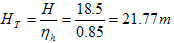 H_T = H/η_h = 18.5/0.85 = 21.77m